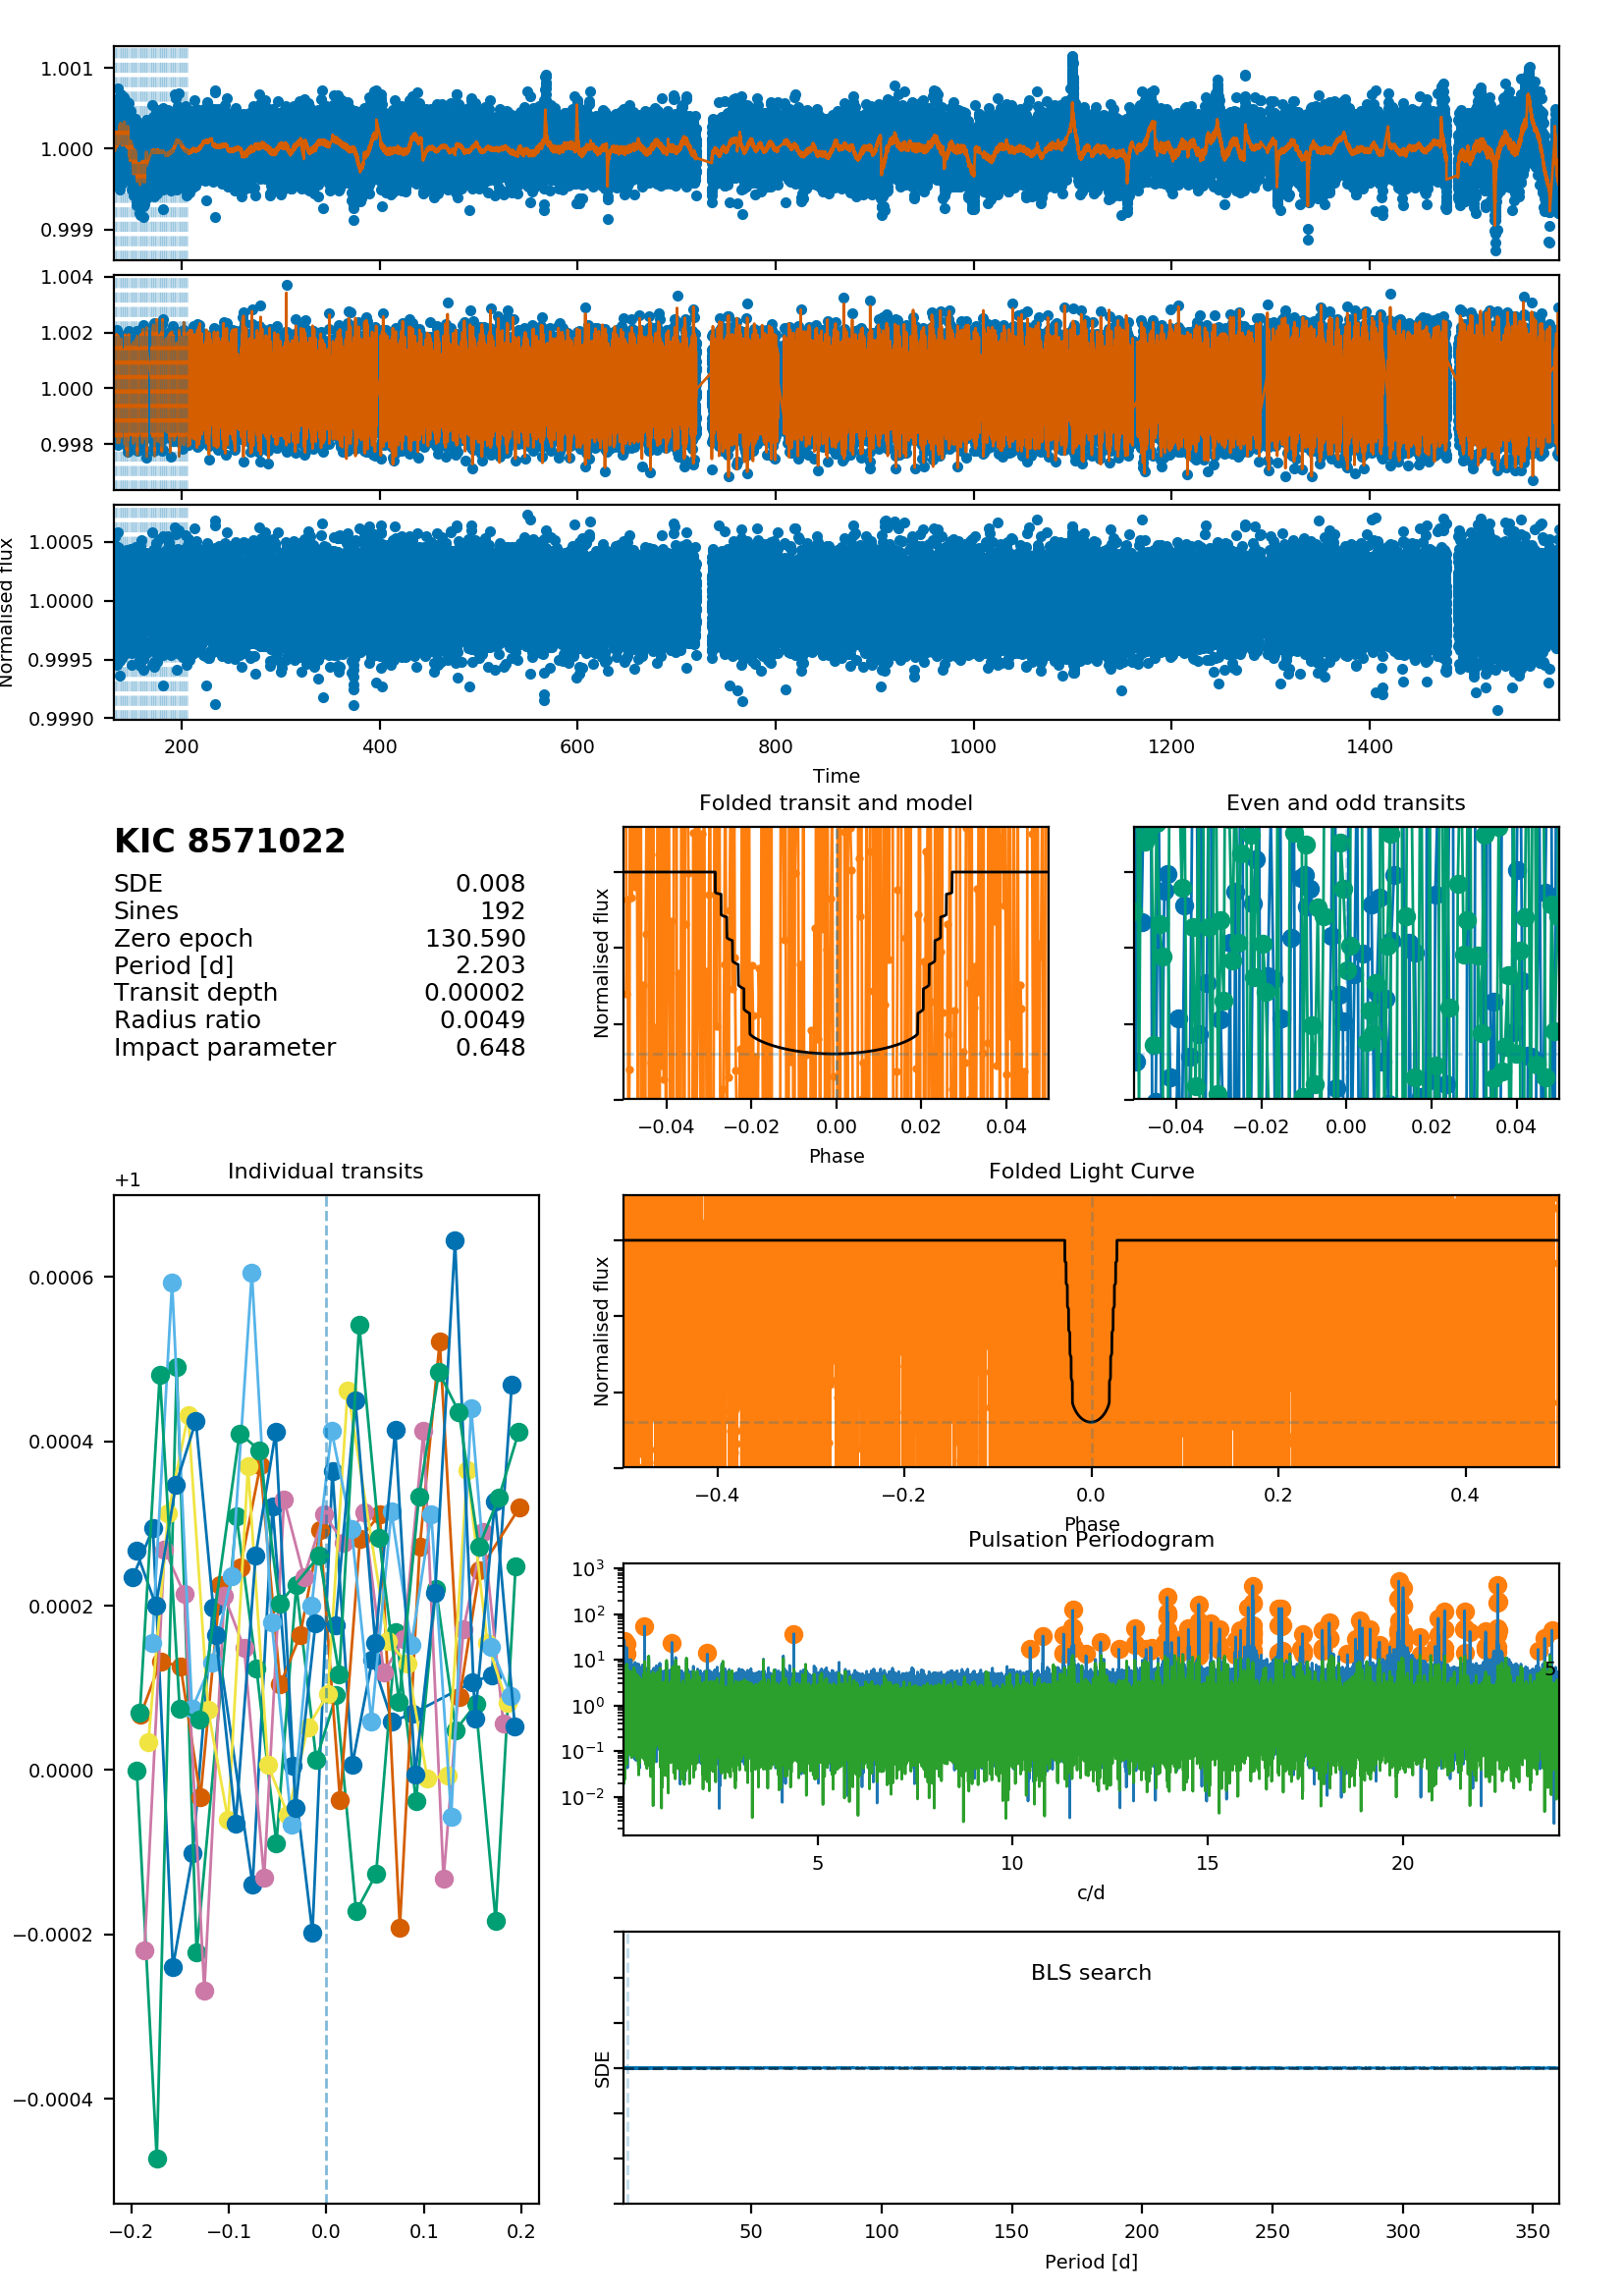 1.001
1.000
0.999
1.004
1.002
1.000
0.998
Normalised flux
1.0005
1.0000
0.9995
0.9990
200 400 600 800 1000 1200 1400
Time
KIC 8571022
SDE 0.008
Sines 192
Zero epoch 130.590
Period [d] 2.203
Transit depth 0.00002
Radius ratio 0.0049
Impact parameter 0.648
Folded transit and model
Normalised flux
−0.04 −0.02 0.00 0.02 0.04
Phase
Even and odd transits
−0.04 −0.02 0.00 0.02 0.04
Individual transits
+1
0.0006
0.0004
0.0002
0.0000
−0.0002
−0.0004
−0.2 −0.1 0.0 0.1 0.2
Folded Light Curve
Normalised flux
−0.4 −0.2 0.0 0.2 0.4
Phase
Pulsation Periodogram
10³
10²
10¹
10⁰
10⁻¹
10⁻²
5
5 10 15 20
c/d
BLS search
SDE
50 100 150 200 250 300 350
Period [d]